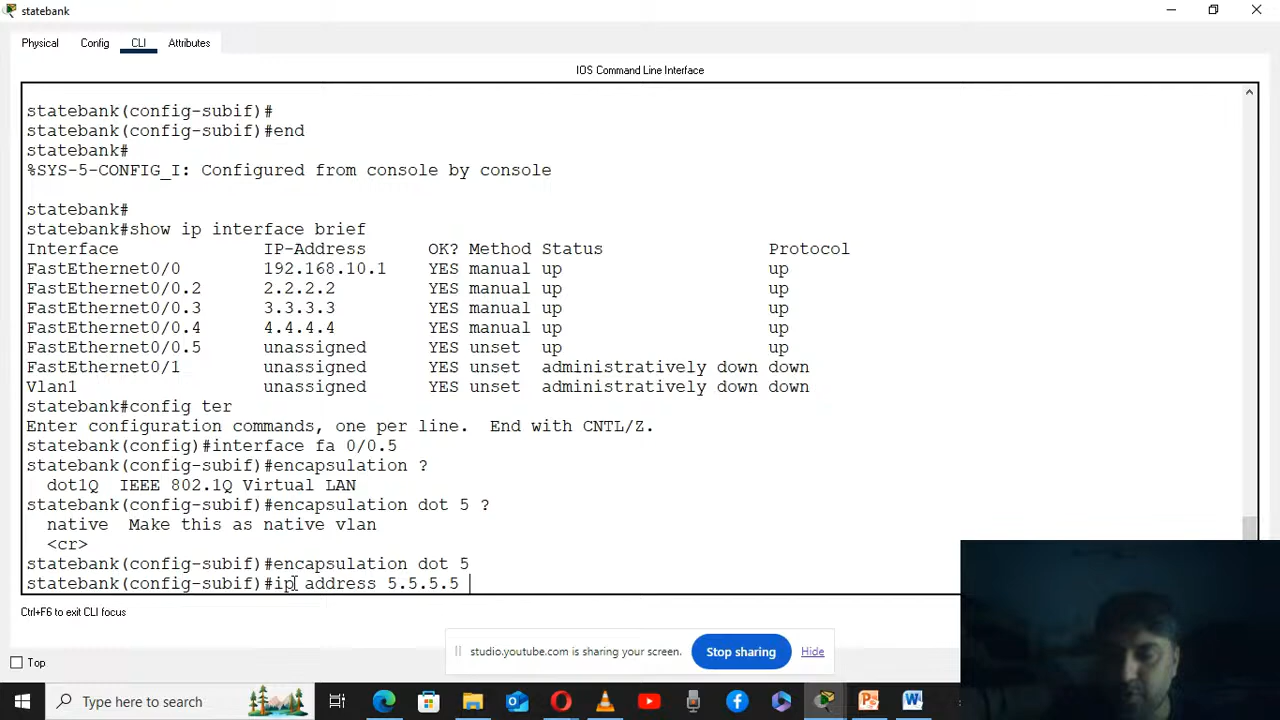 statebank
Physical Config CLI Attributes
IOS Command Line Interface
statebank(config-subif)#
statebank(config-subif)#end
statebank#
%SYS-5-CONFIG_I: Configured from console by console
statebank#
statebank#show ip interface brief
Interface IP-Address OK? Method Status Protocol
FastEthernet0/0 192.168.10.1 YES manual up up
FastEthernet0/0.2 2.2.2.2 YES manual up up
FastEthernet0/0.3 3.3.3.3 YES manual up up
FastEthernet0/0.4 4.4.4.4 YES manual up up
FastEthernet0/0.5 unassigned YES unset up up
FastEthernet0/1 unassigned YES unset administratively down down
Vlan1 unassigned YES unset administratively down down
statebank#config ter
Enter configuration commands, one per line. End with CNTL/Z.
statebank(config)#interface fa 0/0.5
statebank(config-subif)#encapsulation ?
dot1Q IEEE 802.1Q Virtual LAN
statebank(config-subif)#encapsulation dot 5 ?
native Make this as native vlan
<cr>
statebank(config-subif)#encapsulation dot 5
statebank(config-subif)#ip address 5.5.5.5
Ctrl+F6 to exit CLI focus
studio.youtube.com is sharing your screen. Stop sharing Hide
Top
Type here to search